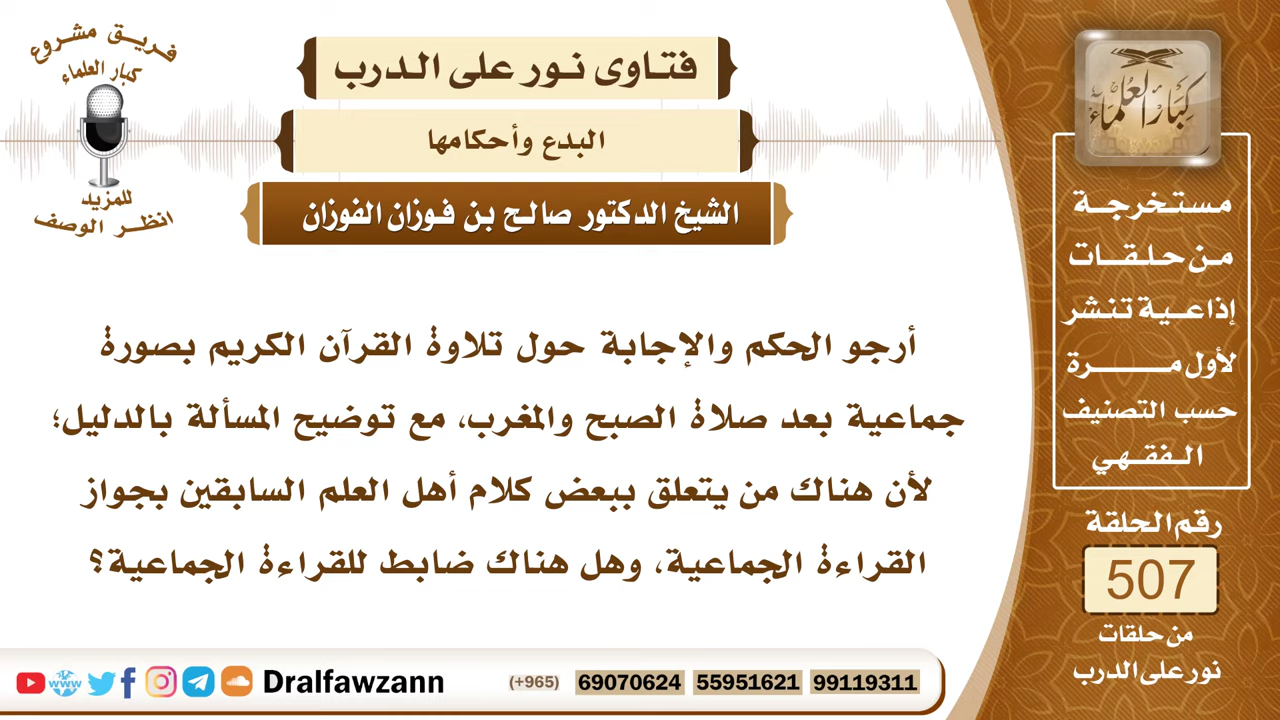 فريق مشروع
كبار العلماء
للمزيد
انظر الوصف
فتاوى نور على الدرب
البدع وأحكامها
الشيخ الدكتور صالح بن فوزان الفوزان
أرجو الحكم والإجابة حول تلاوة القرآن الكريم بصورة
جماعية بعد صلاة الصبح والمغرب، مع توضيح المسألة بالدليل؛
لأن هناك من يتعلق ببعض كلام أهل العلم السابقين بجواز
القراءة الجماعية، وهل هناك ضابط للقراءة الجماعية؟
كبار العلماء
مستخرجة
من حلقات
إذاعية تنشر
لأول مرة
حسب التصنيف
الفقهي
رقم الحلقة
507
من حلقات
نور على الدرب
www Dralfawzann (+965) 69070624 55951621 99119311